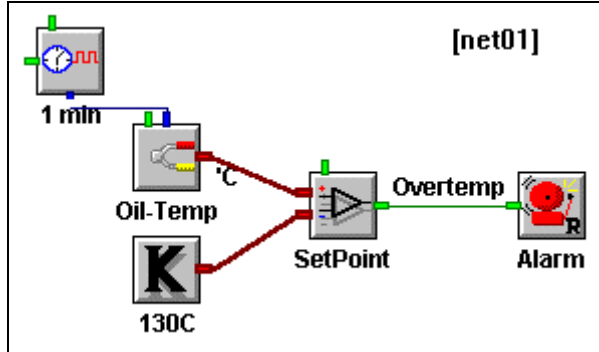 [net01]
1 min
°C
Oil-Temp
Overtemp
SetPoint
R
Alarm
K
130C